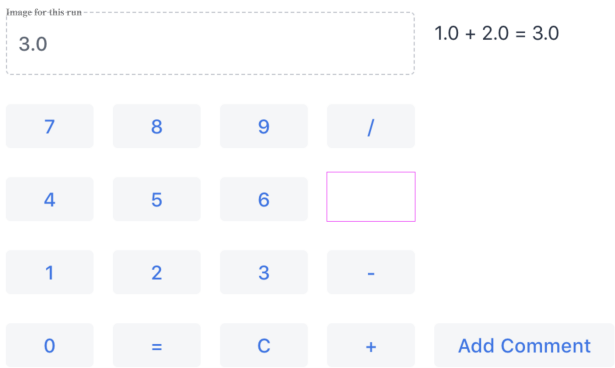 Image for this run
3.0
1.0 + 2.0 = 3.0
7 8 9 /
4 5 6
1 2 3 -
0 = C + Add Comment